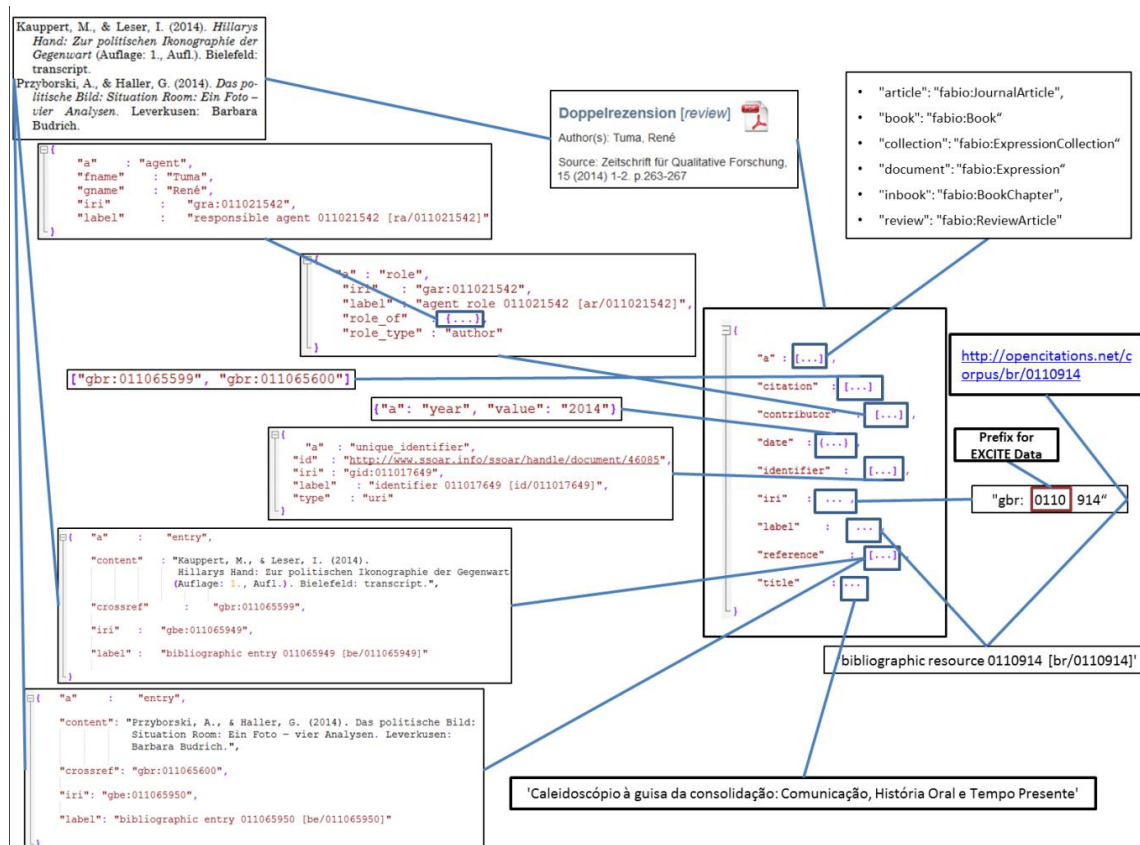 Kauppert, M., & Leser, I. (2014). Hillarys
Hand: Zur politischen Ikonographie der
Gegenwart (Auflage: 1., Aufl.). Bielefeld:
transcript.
Przyborski, A., & Haller, G. (2014). Das po-
litische Bild: Situation Room: Ein Foto –
vier Analysen. Leverkusen: Barbara
Budrich.
Doppelrezension [review]
Author(s): Tuma, René
Source: Zeitschrift für Qualitative Forschung,
15 (2014) 1-2. p.263-267
• "article": "fabio:JournalArticle",
• "book": "fabio:Book“
• "collection": "fabio:ExpressionCollection“
• "document": "fabio:Expression“
• "inbook": "fabio:BookChapter",
• "review": "fabio:ReviewArticle"
{
"a" : "agent",
"fname" : "Tuma",
"gname" : "René",
"iri" : "gra:011021542",
"label" : "responsible agent 011021542 [ra/011021542]"
}
{
"a" : "role",
"iri" : "gar:011021542",
"label" : "agent role 011021542 [ar/011021542]",
"role_of" : {...},
"role_type" : "author"
}
["gbr:011065599", "gbr:011065600"]
{"a": "year", "value": "2014"}
{
"a" : "unique_identifier",
"id" : "http://www.ssoar.info/ssoar/handle/document/46085",
"iri" : "gid:011017649",
"label" : "identifier 011017649 [id/011017649]",
"type" : "uri"
}
{
"a" : [...] ,
"citation" : [...]
"contributor" : [...] ,
"date" : {...} ,
"identifier" : [...] ,
"iri" : ... ,
"label" : ...
"reference" : [...] ,
"title" : ...
}
http://opencitations.net/c
orpus/br/0110914
Prefix for
EXCITE Data
"gbr: 0110 914“
'bibliographic resource 0110914 [br/0110914]'
{ "a" : "entry",
"content" : "Kauppert, M., & Leser, I. (2014).
Hillarys Hand: Zur politischen Ikonographie der Gegenwart
(Auflage: 1., Aufl.). Bielefeld: transcript.",
"crossref" : "gbr:011065599",
"iri" : "gbe:011065949",
"label" : "bibliographic entry 011065949 [be/011065949]"
}
{ "a" : "entry",
"content": "Przyborski, A., & Haller, G. (2014). Das politische Bild:
Situation Room: Ein Foto – vier Analysen. Leverkusen:
Barbara Budrich.",
"crossref": "gbr:011065600",
"iri": "gbe:011065950",
"label": "bibliographic entry 011065950 [be/011065950]"
}
'Caleidoscópio à guisa da consolidação: Comunicação, História Oral e Tempo Presente'